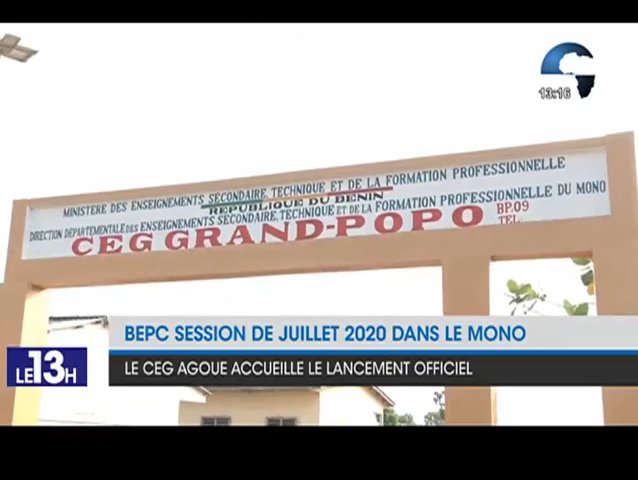 13:16
MINISTERE DES ENSEIGNEMENTS SECONDAIRE, TECHNIQUE ET DE LA FORMATION PROFESSIONNELLE
REPUBLIQUE DU BENIN
DIRECTION DÉPARTEMENTALE des ENSEIGNEMENTS SECONDAIRE, TECHNIQUE ET DE LA FORMATION PROFESSIONNELLE DU MONO
CEG GRAND-POPO
BP.09
TEL.
BEPC SESSION DE JUILLET 2020 DANS LE MONO
LE 13H
LE CEG AGOUE ACCUEILLE LE LANCEMENT OFFICIEL